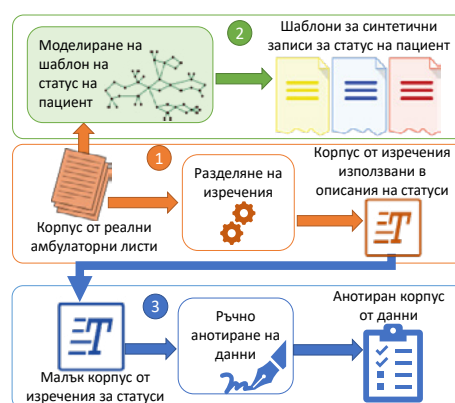 2
Моделиране на
шаблон на
статус на
пациент
Шаблони за синтетични
записи за статус на пациент
1
Корпус от реални
амбулаторни листи
Разделяне на
изречения
Корпус от изречения
използвани в
описания на статуси
T
3
T
Малък корпус от
изречения за статуси
Ръчно
анотиране на
данни
Анотиран корпус
от данни